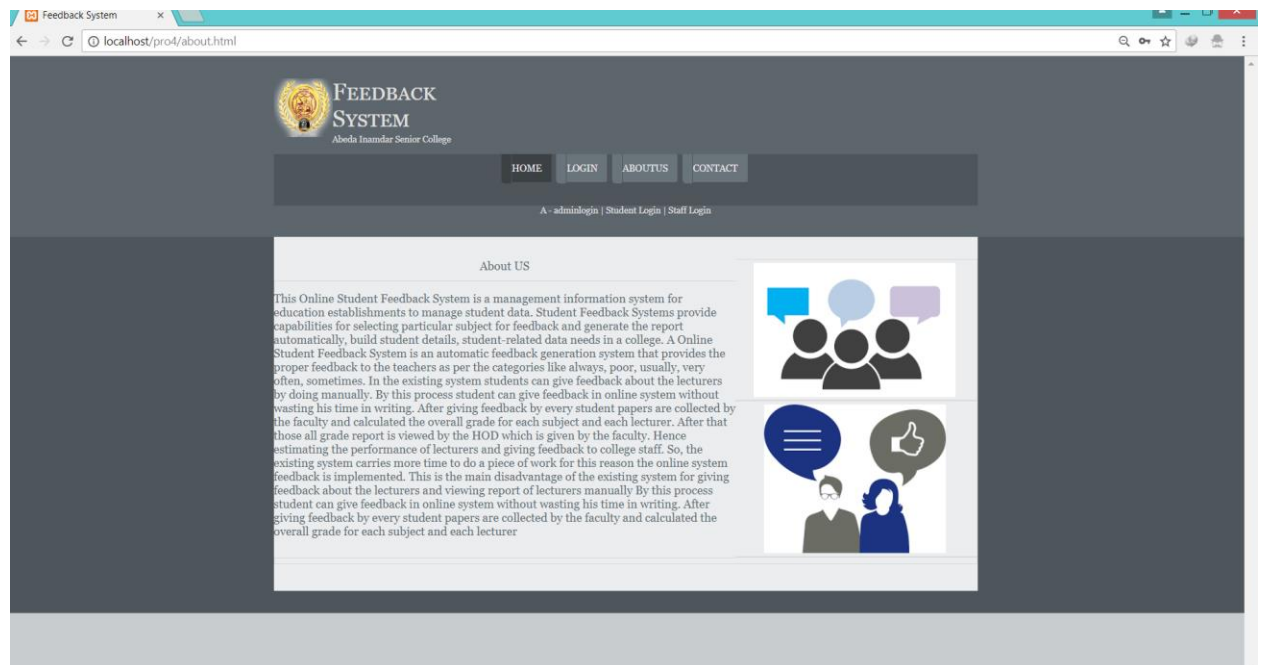 Feedback System
localhost/pro4/about.html
FEEDBACK
SYSTEM
Abeda Inamdar Senior College
HOME LOGIN ABOUTUS CONTACT
A - adminlogin | Student Login | Staff Login
About US
This Online Student Feedback System is a management information system for
education establishments to manage student data. Student Feedback Systems provide
capabilities for selecting particular subject for feedback and generate the report
automatically, build student details, student-related data needs in a college. A Online
Student Feedback System is an automatic feedback generation system that provides the
proper feedback to the teachers as per the categories like always, poor, usually, very
often, sometimes. In the existing system students can give feedback about the lecturers
by doing manually. By this process student can give feedback in online system without
wasting his time in writing. After giving feedback by every student papers are collected by
the faculty and calculated the overall grade for each subject and each lecturer. After that
those all grade report is viewed by the HOD which is given by the faculty. Hence
estimating the performance of lecturers and giving feedback to college staff. So, the
existing system carries more time to do a piece of work for this reason the online system
feedback is implemented. This is the main disadvantage of the existing system for giving
feedback about the lecturers and viewing report of lecturers manually By this process
student can give feedback in online system without wasting his time in writing. After
giving feedback by every student papers are collected by the faculty and calculated the
overall grade for each subject and each lecturer